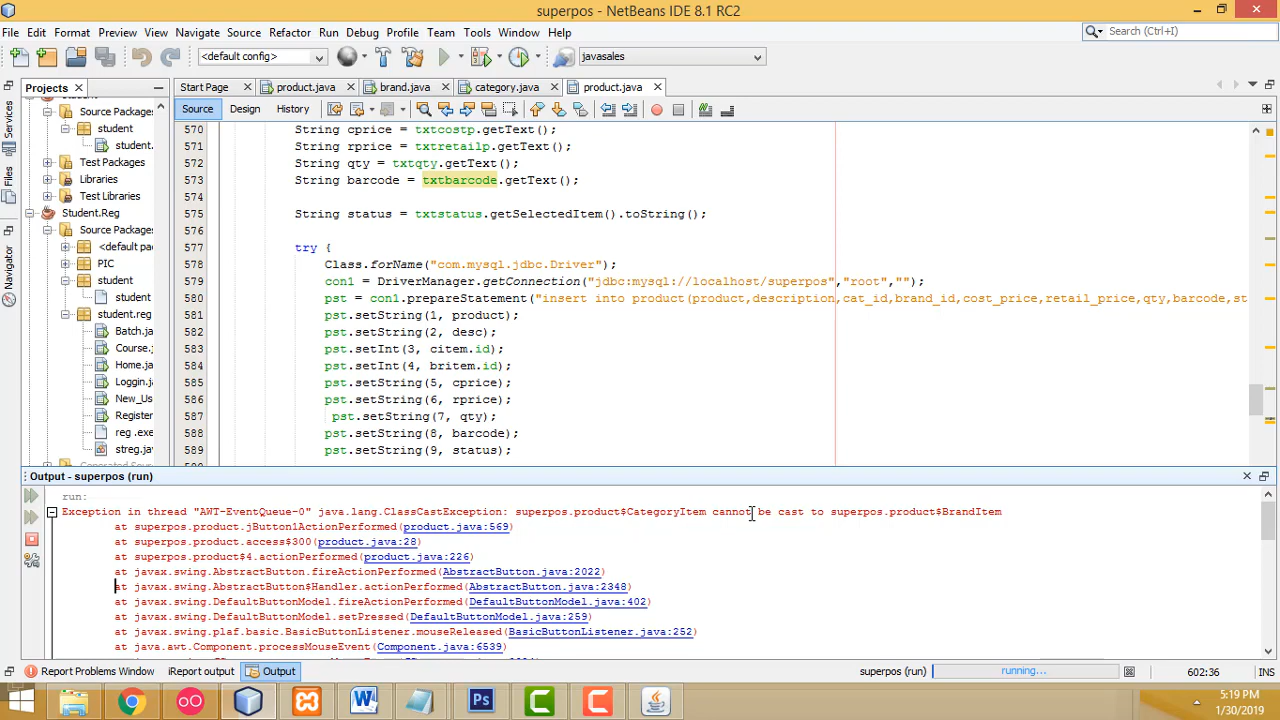 superpos - NetBeans IDE 8.1 RC2
File Edit Format Preview View Navigate Source Refactor Run Debug Profile Team Tools Window Help
Search (Ctrl+I)
<default config>
javasales
Projects
Start Page product.java brand.java category.java product.java
Source Design History
Services
Files
Navigator
Source Packages
student
student.
Test Packages
Libraries
Test Libraries
Student.Reg
Source Packages
<default pa
PIC
student
student
student.reg
Batch.ja
Course.j
Home.ja
Loggin.j
New_Us
Register
reg .exe
streg.ja
Generated Source
570 String cprice = txtcostp.getText();
571 String rprice = txtretailp.getText();
572 String qty = txtqty.getText();
573 String barcode = txtbarcode.getText();
574
575 String status = txtstatus.getSelectedItem().toString();
576
577 try {
578 Class.forName("com.mysql.jdbc.Driver");
579 con1 = DriverManager.getConnection("jdbc:mysql://localhost/superpos","root","");
580 pst = con1.prepareStatement("insert into product(product,description,cat_id,brand_id,cost_price,retail_price,qty,barcode,st
581 pst.setString(1, product);
582 pst.setString(2, desc);
583 pst.setInt(3, citem.id);
584 pst.setInt(4, britem.id);
585 pst.setString(5, cprice);
586 pst.setString(6, rprice);
587 pst.setString(7, qty);
588 pst.setString(8, barcode);
589 pst.setString(9, status);
Output - superpos (run)
run:
Exception in thread "AWT-EventQueue-0" java.lang.ClassCastException: superpos.product$CategoryItem cannot be cast to superpos.product$BrandItem
at superpos.product.jButton1ActionPerformed(product.java:569)
at superpos.product.access$300(product.java:28)
at superpos.product$4.actionPerformed(product.java:226)
at javax.swing.AbstractButton.fireActionPerformed(AbstractButton.java:2022)
at javax.swing.AbstractButton$Handler.actionPerformed(AbstractButton.java:2348)
at javax.swing.DefaultButtonModel.fireActionPerformed(DefaultButtonModel.java:402)
at javax.swing.DefaultButtonModel.setPressed(DefaultButtonModel.java:259)
at javax.swing.plaf.basic.BasicButtonListener.mouseReleased(BasicButtonListener.java:252)
at java.awt.Component.processMouseEvent(Component.java:6539)
Report Problems Window iReport output Output
superpos (run) running... 602:36 INS
5:19 PM
1/30/2019